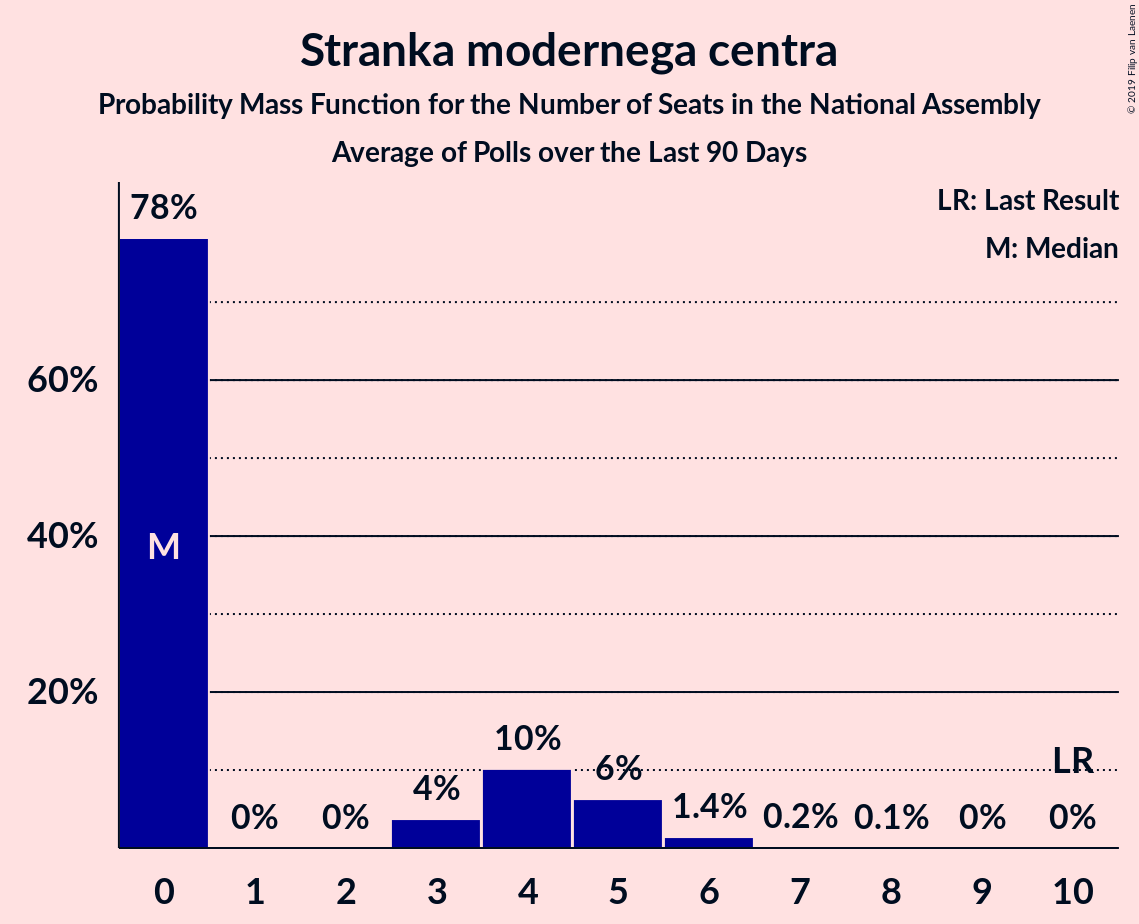 © 2019 Filip van Laenen
Stranka modernega centra
Probability Mass Function for the Number of Seats in the National Assembly
Average of Polls over the Last 90 Days
LR: Last Result
M: Median
78%
60%
40%
20%
M
0%
0%
4%
10%
6%
1.4%
0.2%
0.1%
0%
0%
LR
0 1 2 3 4 5 6 7 8 9 10